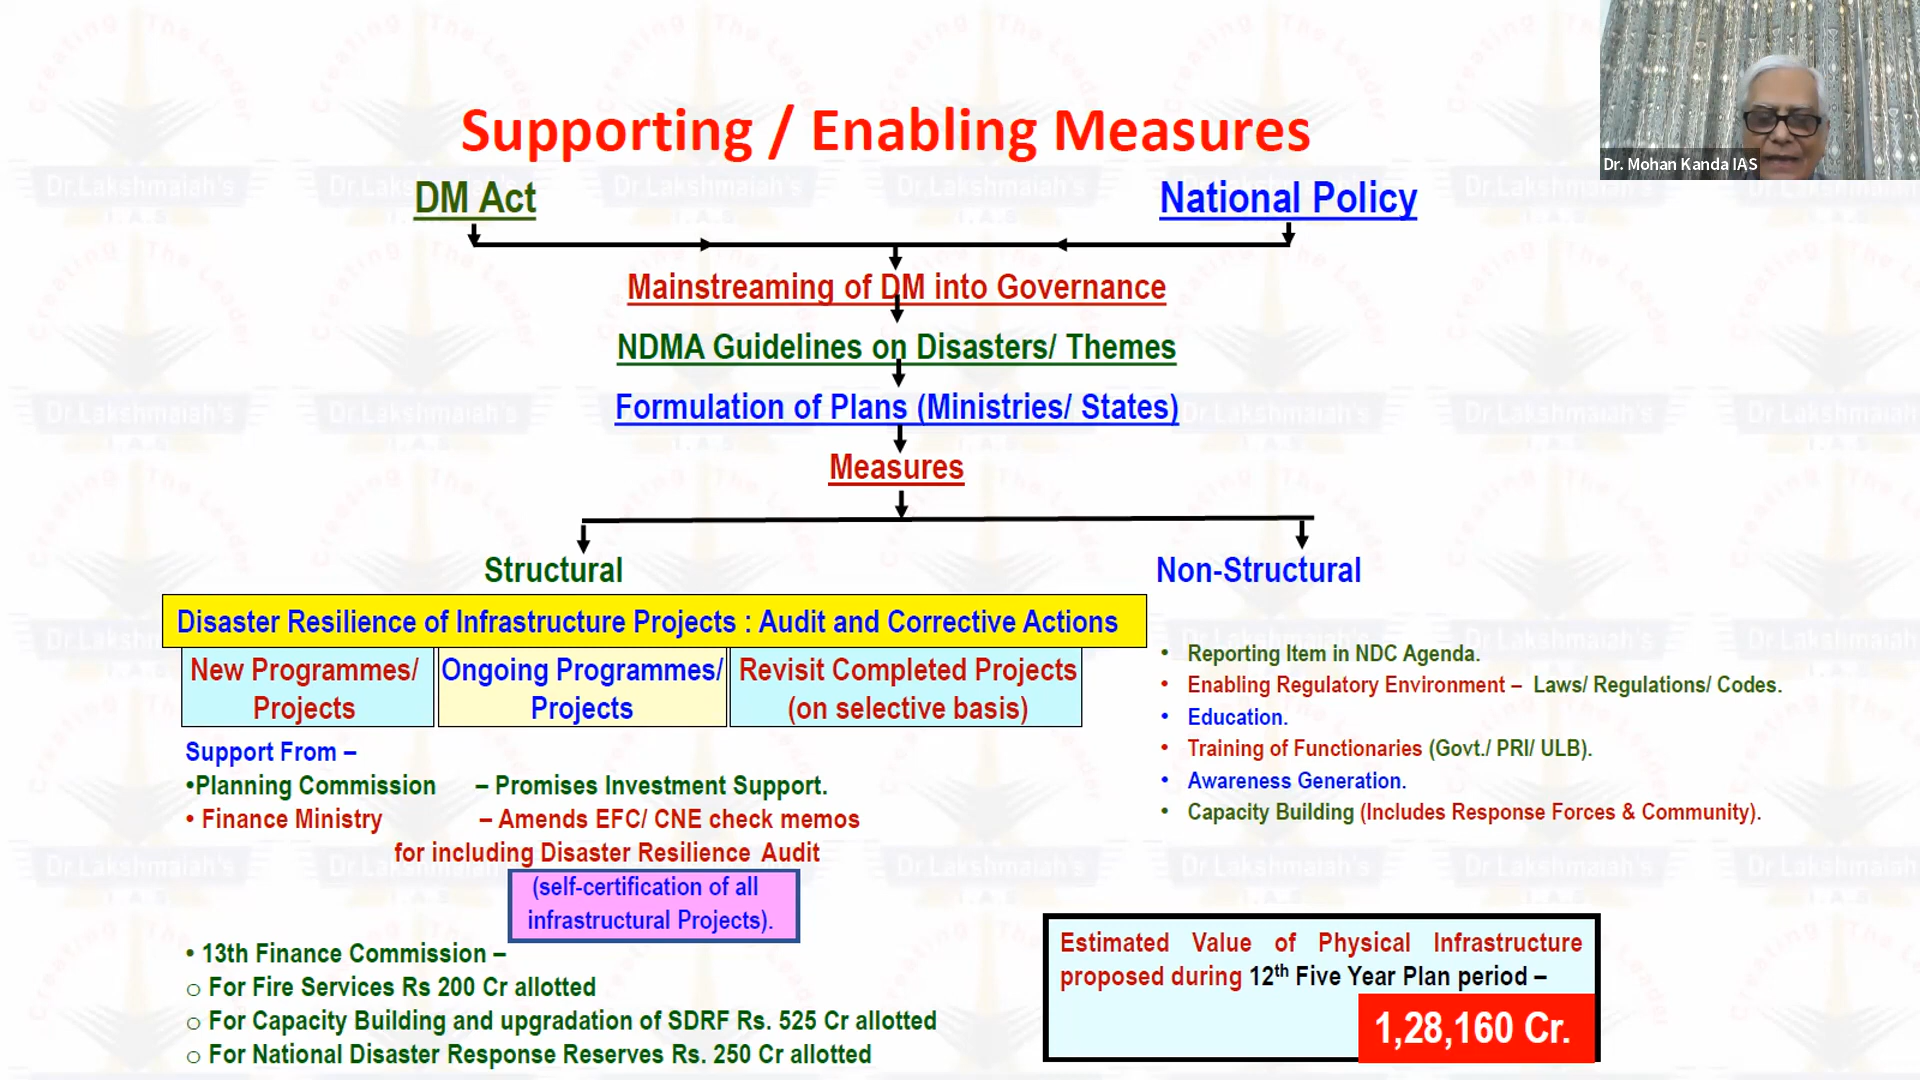 Supporting / Enabling Measures
Dr. Mohan Kanda IAS
DM Act
National Policy
Mainstreaming of DM into Governance
NDMA Guidelines on Disasters/ Themes
Formulation of Plans (Ministries/ States)
Measures
Structural
Non-Structural
Disaster Resilience of Infrastructure Projects : Audit and Corrective Actions
New Programmes/
Projects
Ongoing Programmes/
Projects
Revisit Completed Projects
(on selective basis)
Support From –
•Planning Commission – Promises Investment Support.
• Finance Ministry – Amends EFC/ CNE check memos
for including Disaster Resilience Audit
(self-certification of all
infrastructural Projects).
• 13th Finance Commission –
o For Fire Services Rs 200 Cr allotted
o For Capacity Building and upgradation of SDRF Rs. 525 Cr allotted
o For National Disaster Response Reserves Rs. 250 Cr allotted
• Reporting Item in NDC Agenda.
• Enabling Regulatory Environment – Laws/ Regulations/ Codes.
• Education.
• Training of Functionaries (Govt./ PRI/ ULB).
• Awareness Generation.
• Capacity Building (Includes Response Forces & Community).
Estimated Value of Physical Infrastructure
proposed during 12th Five Year Plan period –
1,28,160 Cr.
Creating The Leader
Dr.Lakshmaiah's
I.A.S